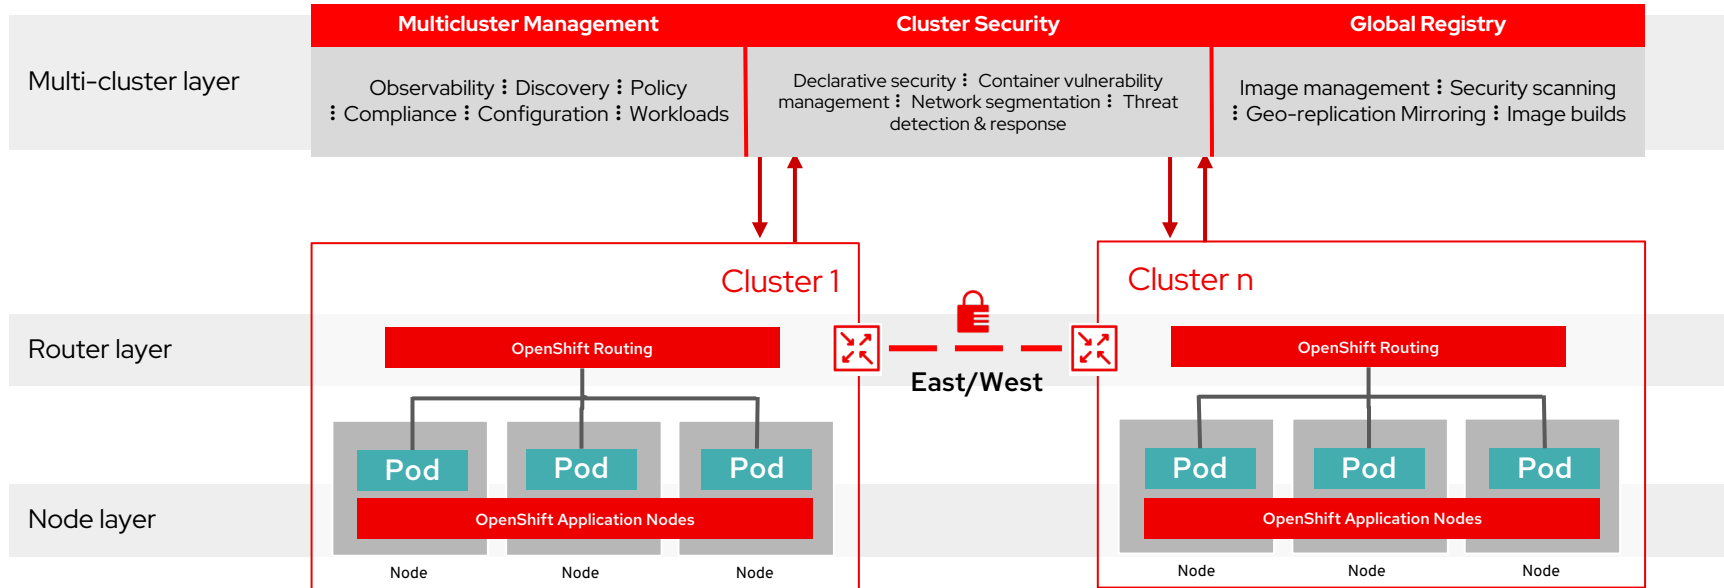 Multicluster Management
Cluster Security
Global Registry
Multi-cluster layer
Observability ⋮ Discovery ⋮ Policy
⋮ Compliance ⋮ Configuration ⋮ Workloads
Declarative security ⋮ Container vulnerability
management ⋮ Network segmentation ⋮ Threat
detection & response
Image management ⋮ Security scanning
⋮ Geo-replication Mirroring ⋮ Image builds
Cluster 1
Cluster n
Router layer
OpenShift Routing
East/West
OpenShift Routing
Pod
Pod
Pod
Pod
Pod
Pod
Node layer
OpenShift Application Nodes
OpenShift Application Nodes
Node
Node
Node
Node
Node
Node